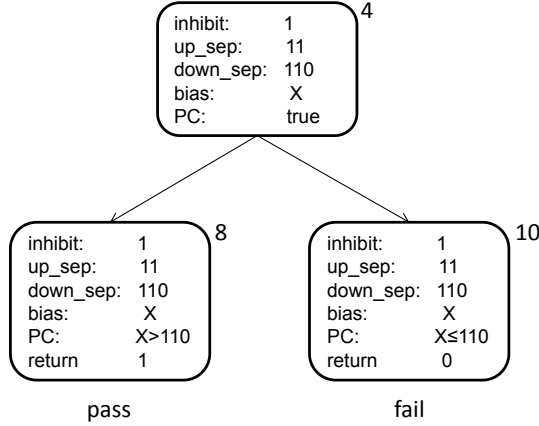 4
inhibit: 1
up_sep: 11
down_sep: 110
bias: X
PC: true
8
inhibit: 1
up_sep: 11
down_sep: 110
bias: X
PC: X>110
return 1
pass
10
inhibit: 1
up_sep: 11
down_sep: 110
bias: X
PC: X≤110
return 0
fail